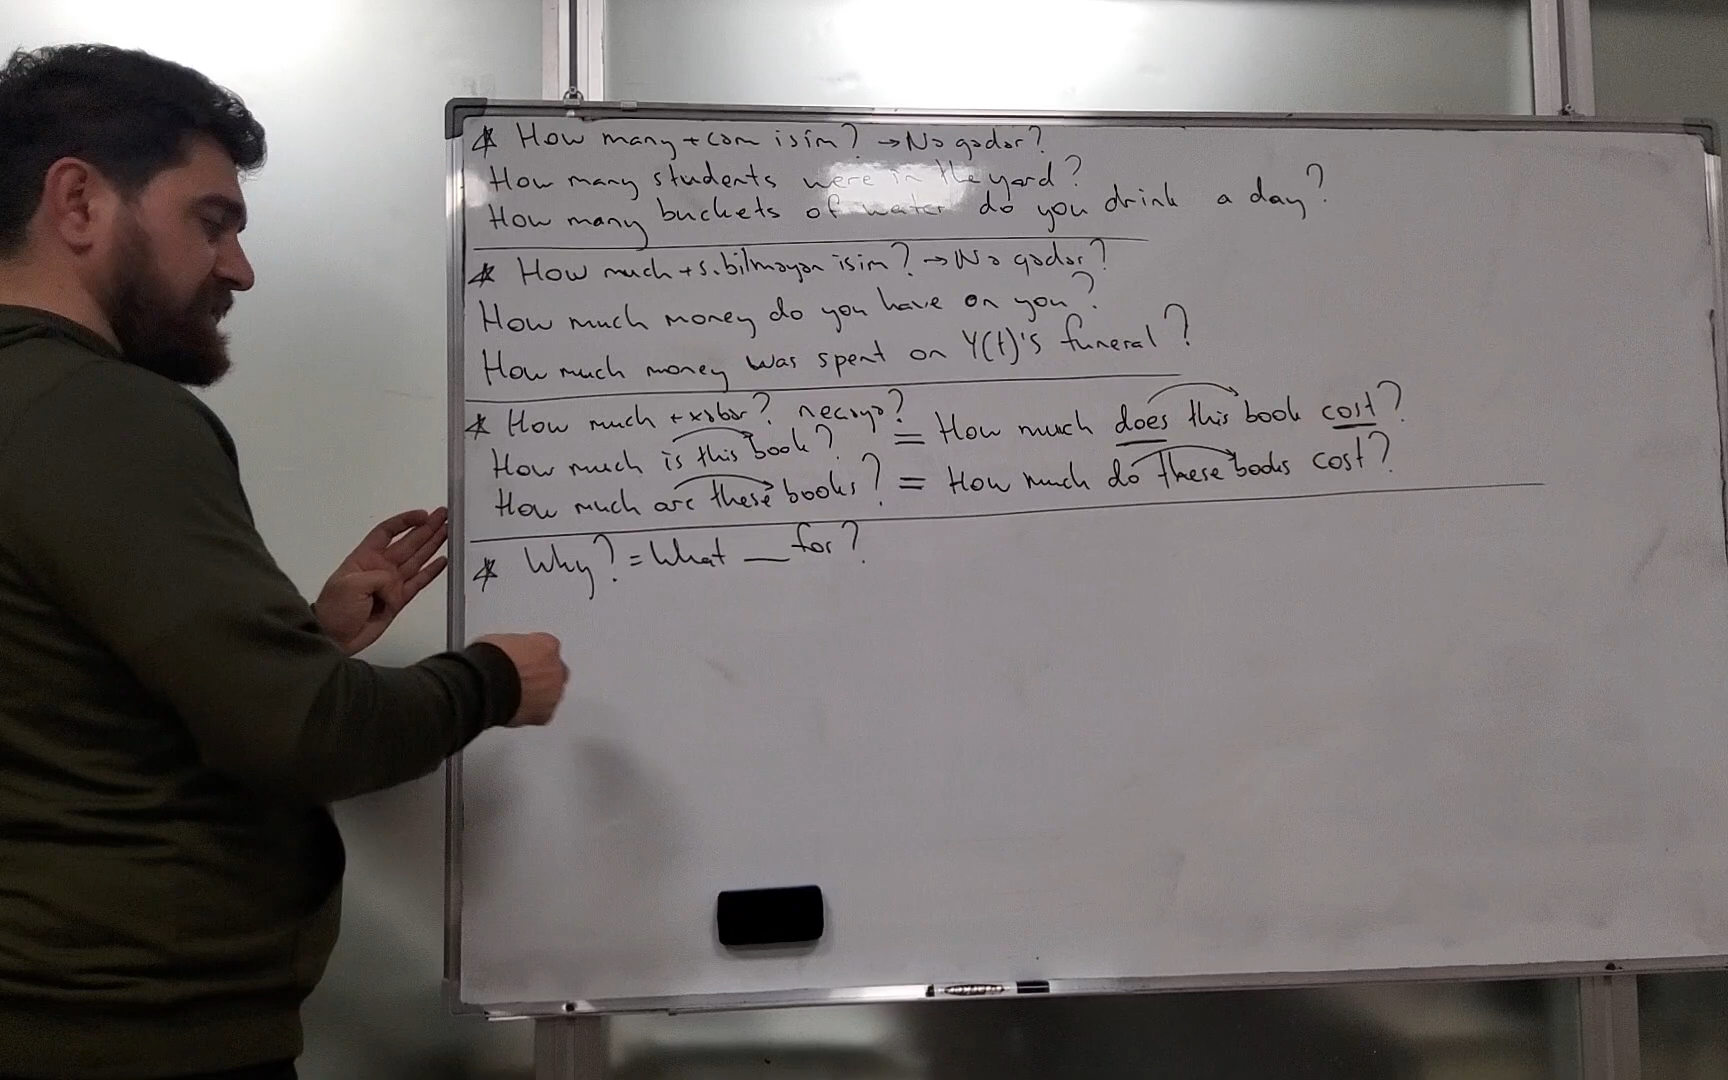 * How many + cəm isim? → Nə qədər?
How many students were in the yard?
How many buckets of water do you drink a day?
* How much + s.bilməyən isim? → Nə qədər?
How much money do you have on you?
How much money was spent on Y(t)'s funeral?
* How much + xəbər? neçəyə?
How much is this book? = How much does this book cost?
How much are these books? = How much do these books cost?
* Why? = What __ for?